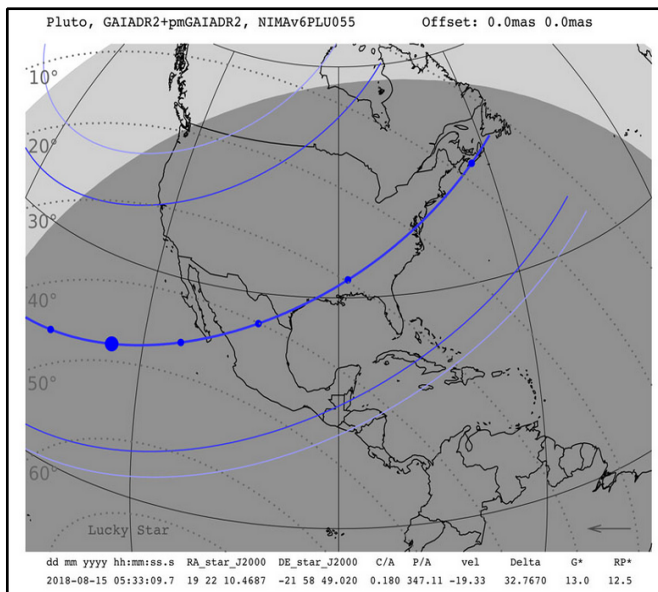 Pluto, GAIADR2+pmGAIADR2, NIMAv6PLU055 Offset: 0.0mas 0.0mas
10°
20°
30°
40°
50°
60°
Lucky Star
dd mm yyyy hh:mm:ss.s RA_star_J2000 DE_star_J2000 C/A P/A vel Delta G* RP*
2018-08-15 05:33:09.7 19 22 10.4687 -21 58 49.020 0.180 347.11 -19.33 32.7670 13.0 12.5